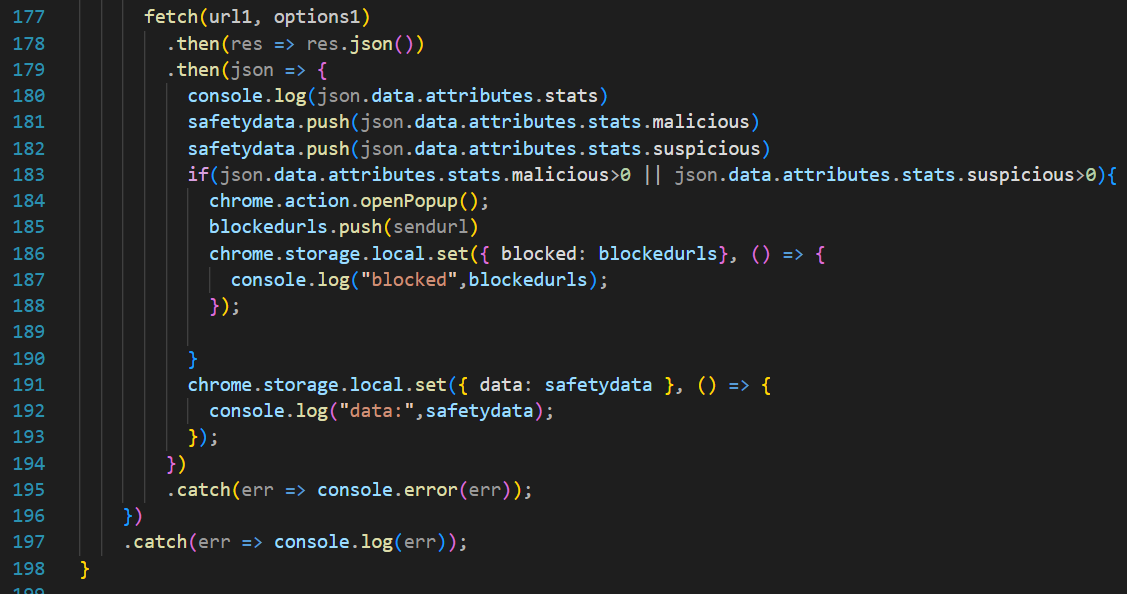 177 fetch(url1, options1)
178 .then(res => res.json())
179 .then(json => {
180 console.log(json.data.attributes.stats)
181 safetydata.push(json.data.attributes.stats.malicious)
182 safetydata.push(json.data.attributes.stats.suspicious)
183 if(json.data.attributes.stats.malicious>0 || json.data.attributes.stats.suspicious>0){
184 chrome.action.openPopup();
185 blockedurls.push(sendurl)
186 chrome.storage.local.set({ blocked: blockedurls}, () => {
187 console.log("blocked",blockedurls);
188 });
189
190 }
191 chrome.storage.local.set({ data: safetydata }, () => {
192 console.log("data:",safetydata);
193 });
194 })
195 .catch(err => console.error(err));
196 })
197 .catch(err => console.log(err));
198 }